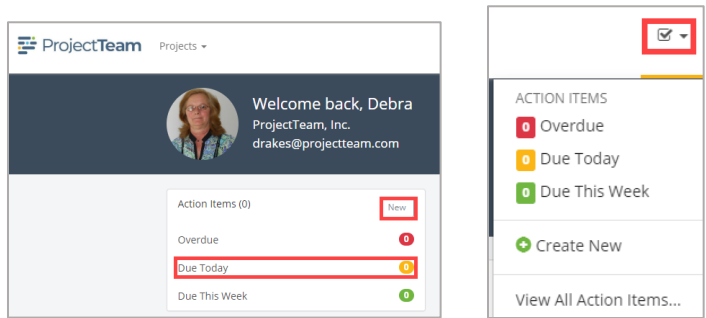 ProjectTeam Projects
Welcome back, Debra
ProjectTeam, Inc.
drakes@projectteam.com
Action Items (0) New
Overdue 0
Due Today 0
Due This Week 0
ACTION ITEMS
0 Overdue
0 Due Today
0 Due This Week
Create New
View All Action Items...